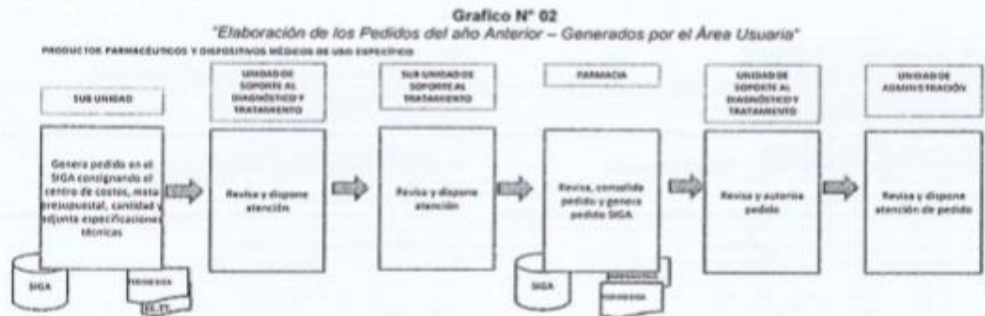 Grafico N° 02
"Elaboración de los Pedidos del año Anterior – Generados por el Área Usuaria"
PRODUCTOS FARMACÉUTICOS Y DISPOSITIVOS MÉDICOS DE USO ESPECÍFICO
SUB UNIDAD
UNIDAD DE
SOPORTE AL
DIAGNÓSTICO Y
TRATAMIENTO
SUB UNIDAD DE
SOPORTE AL
TRATAMIENTO
FARMACIA
UNIDAD DE
SOPORTE AL
DIAGNÓSTICO Y
TRATAMIENTO
UNIDAD DE
ADMINISTRACIÓN
Genera pedido en el
SIGA consignando el
centro de costos, meta
presupuestal, cantidad y
adjunta especificaciones
técnicas
Revisa y dispone
atención
Revisa y dispone
atención
Revisa, consolida
pedido y genera
pedido SIGA
Revisa y autoriza
pedido
Revisa y dispone
atención de pedido
SIGA
EE.TT.
SIGA